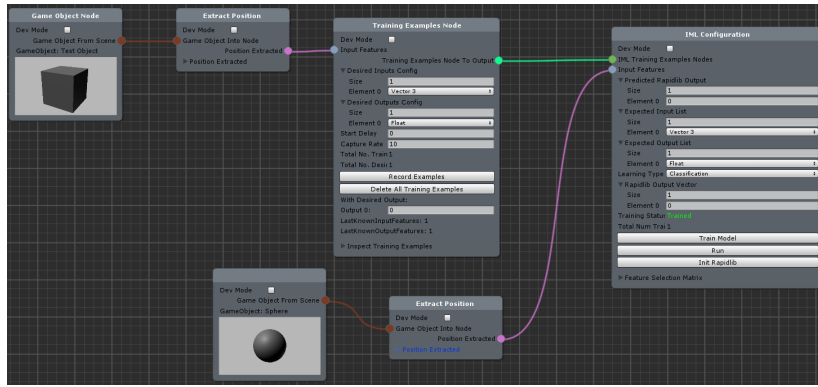 Game Object Node
Dev Mode
Game Object From Scene
GameObject: Test Object
Extract Position
Dev Mode
Game Object Into Node
Position Extracted
Position Extracted
Training Examples Node
Dev Mode
Input Features
Training Examples Node To Output
Desired Inputs Config
Size 1
Element 0 Vector 3
Desired Outputs Config
Size 1
Element 0 Float
Start Delay 0
Capture Rate 10
Total No. Train 1
Total No. Desir 1
Record Examples
Delete All Training Examples
With Desired Output:
Output 0: 0
LastKnownInputFeatures: 1
LastKnownOutputFeatures: 1
Inspect Training Examples
IML Configuration
Dev Mode
IML Training Examples Nodes
Input Features
Predicted Rapidlib Output
Size 1
Element 0 0
Expected Input List
Size 1
Element 0 Vector 3
Expected Output List
Size 1
Element 0 Float
Learning Type Classification
Rapidlib Output Vector
Size 1
Element 0 0
Training Status Trained
Total Num Trai 1
Train Model
Run
Init Rapidlib
Feature Selection Matrix
Dev Mode
Game Object From Scene
GameObject: Sphere
Extract Position
Dev Mode
Game Object Into Node
Position Extracted
Position Extracted